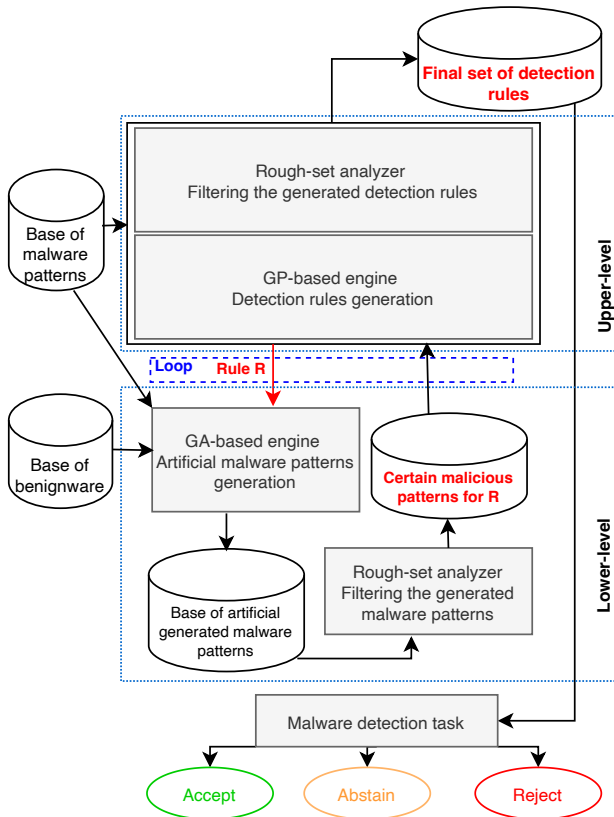 Final set of detection
rules
Rough-set analyzer
Filtering the generated detection rules
Base of
malware
patterns
GP-based engine
Detection rules generation
Upper-level
Loop
Rule R
GA-based engine
Artificial malware patterns
generation
Base of
benignware
Certain malicious
patterns for R
Rough-set analyzer
Filtering the generated
malware patterns
Base of artificial
generated malware
patterns
Lower-level
Malware detection task
Accept
Abstain
Reject